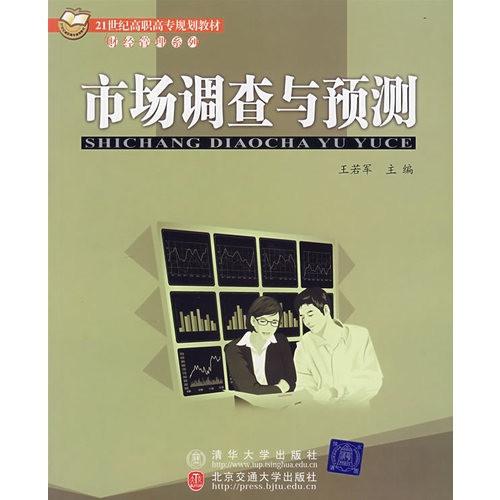 21世纪高职高专规划教材
财经管理系列
市场调查与预测
SHICHANG DIAOCHA YU YUCE
王若军 主编
清华大学出版社
http://www.tup.tsinghua.edu.cn
北京交通大学出版社
http://press.bjtu.edu.cn